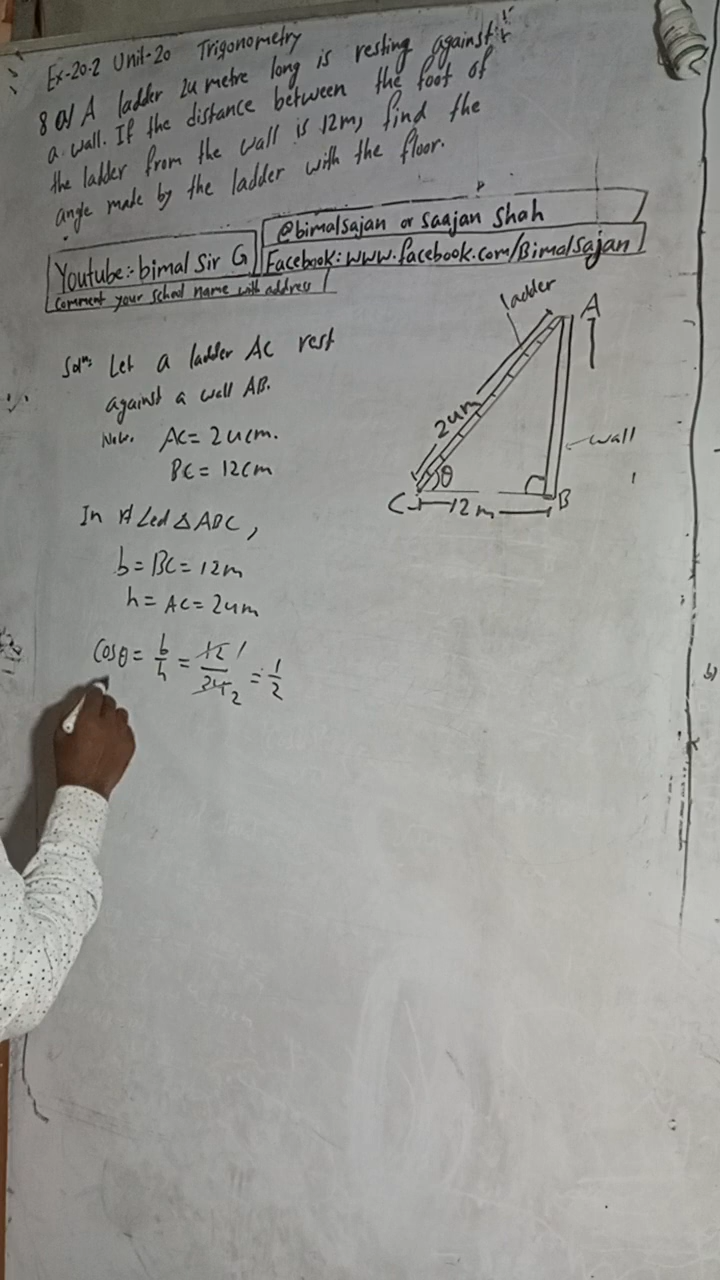 Ex-20.2 Unit-20 Trigonometry
8 a) A ladder 24 metre long is resting against
a wall. If the distance between the foot of
the ladder from the wall is 12m, find the
angle made by the ladder with the floor.
@bimalsajan or Saajan Shah
Youtube:- bimal Sir G
Facebook: www.facebook.com/Bimalsajan
Comment your School name with address
ladder
A
24m
wall
θ
C
12m
B
Solⁿ: Let a ladder AC rest
against a wall AB.
Now. AC = 24cm.
BC = 12cm
In rt ∠ed △ABC,
b = BC = 12m
h = AC = 24m
Cosθ = b/h = 12 1/24 2 = 1/2
b)